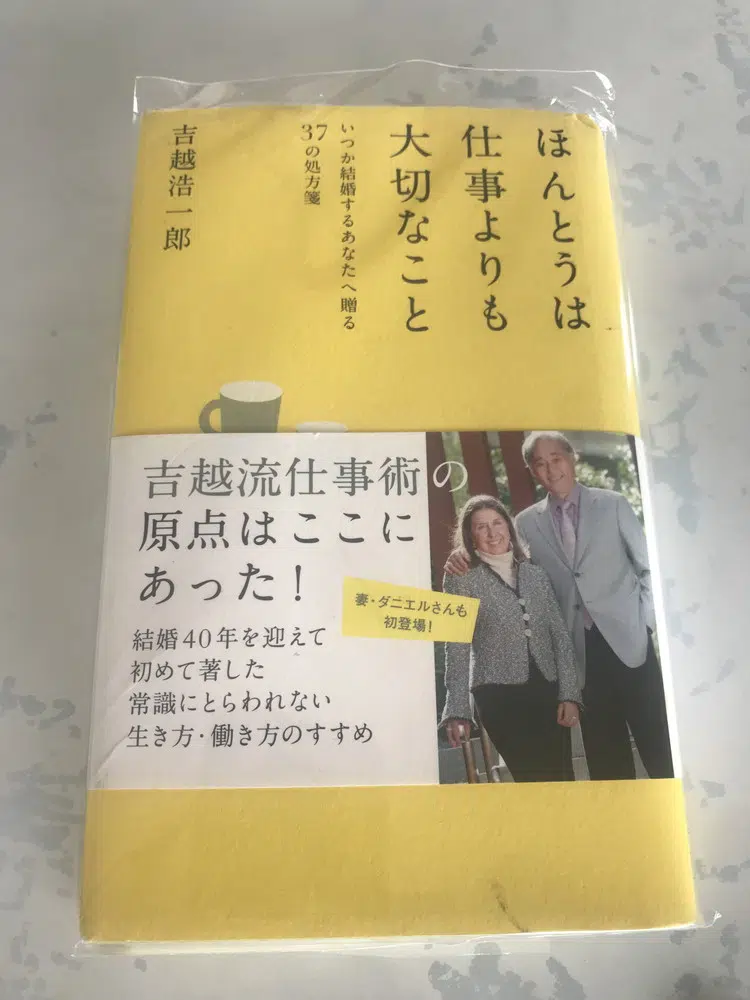 ほんとうは
仕事よりも
大切なこと
いつか結婚するあなたへ贈る
37の処方箋
吉越浩一郎
吉越流仕事術の
原点はここに
あった!
妻・ダニエルさんも
初登場!
結婚40年を迎えて
初めて著した
常識にとらわれない
生き方・働き方のすすめ